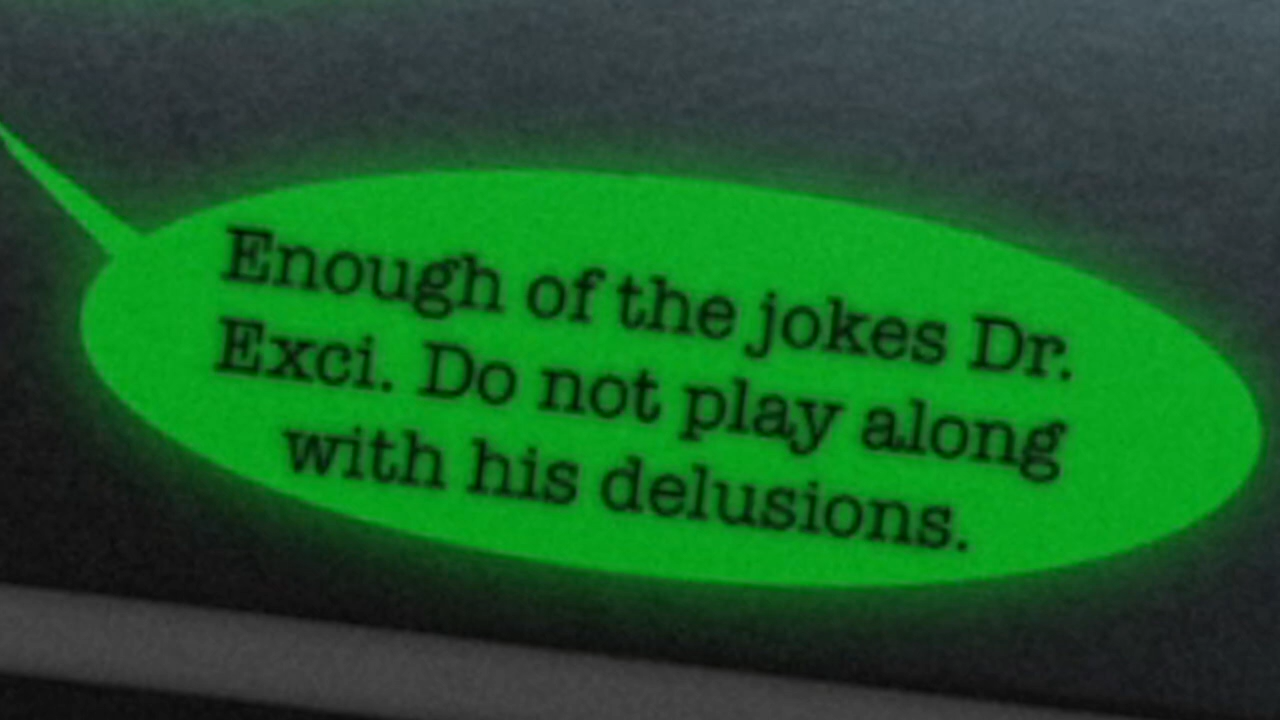 Enough of the jokes Dr.
Exci. Do not play along
with his delusions.